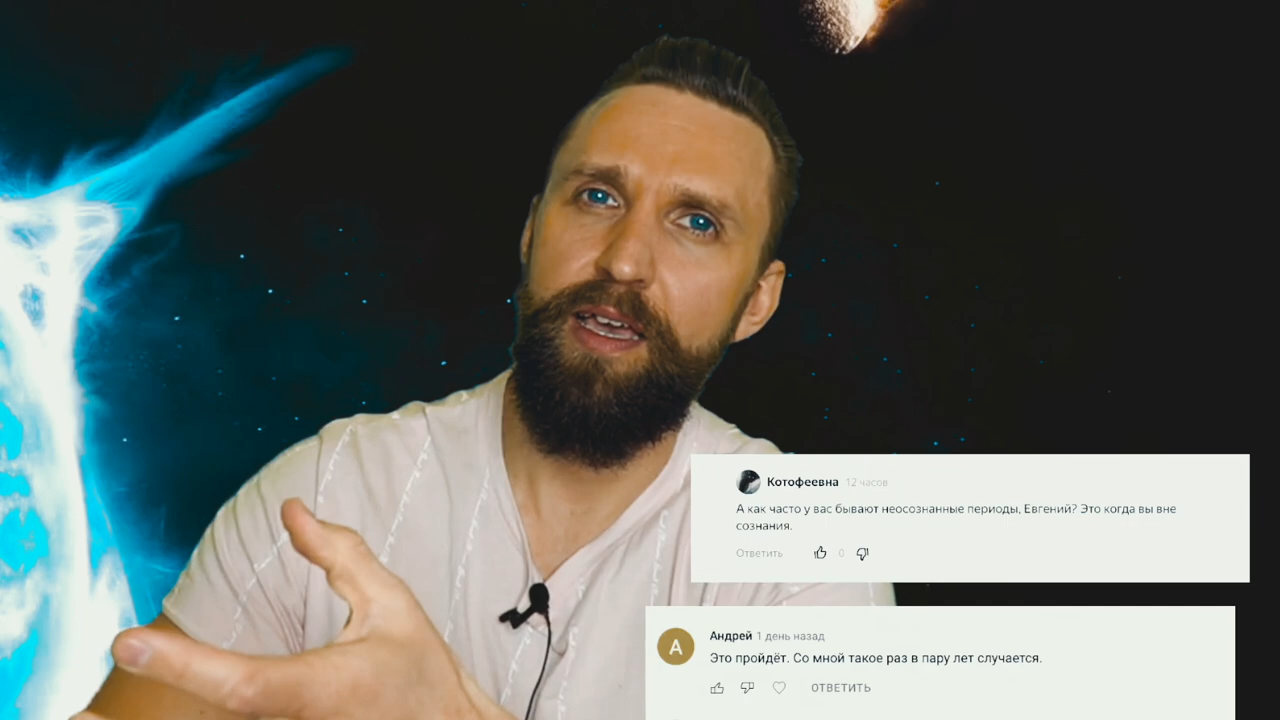 Котофеевна 12 часов
А как часто у вас бывают неосознанные периоды, Евгений? Это когда вы вне
сознания.
Ответить 0
А
Андрей 1 день назад
Это пройдёт. Со мной такое раз в пару лет случается.
ОТВЕТИТЬ